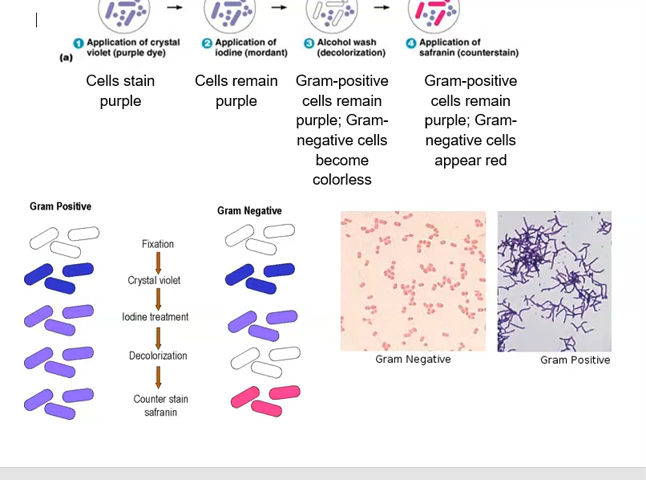 1 Application of crystal
violet (purple dye)
2 Application of
iodine (mordant)
3 Alcohol wash
(decolorization)
4 Application of
safranin (counterstain)
(a)
Cells stain
purple
Cells remain
purple
Gram-positive
cells remain
purple; Gram-
negative cells
become
colorless
Gram-positive
cells remain
purple; Gram-
negative cells
appear red
Gram Positive
Gram Negative
Fixation
Crystal violet
Iodine treatment
Decolorization
Counter stain
safranin
Gram Negative
Gram Positive